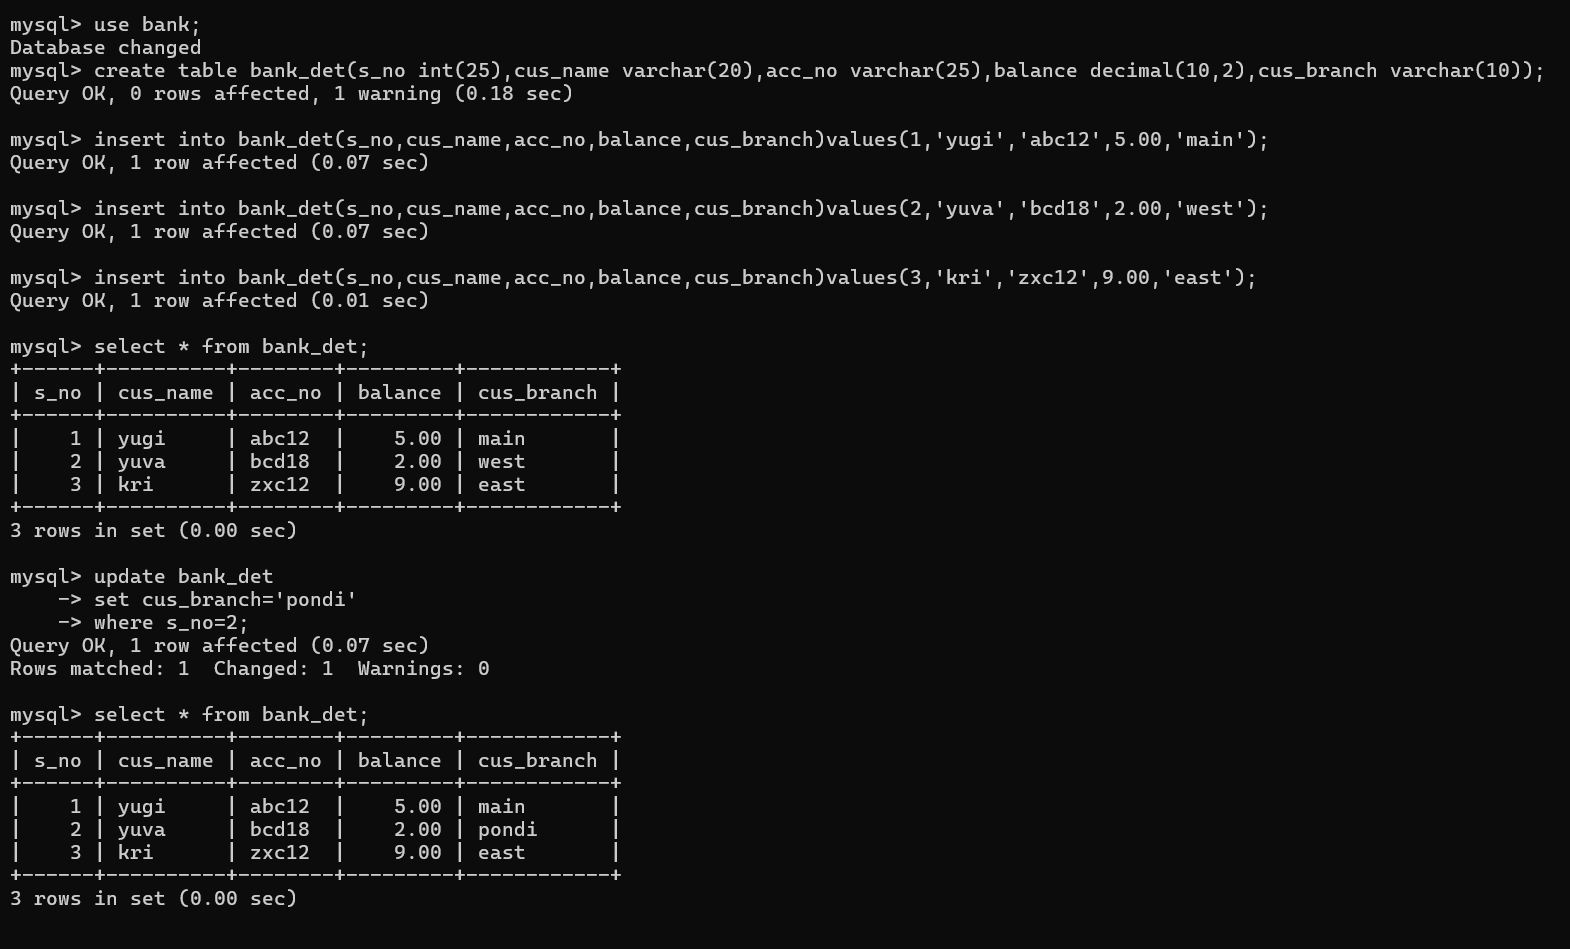 mysql> use bank;
Database changed
mysql> create table bank_det(s_no int(25),cus_name varchar(20),acc_no varchar(25),balance decimal(10,2),cus_branch varchar(10));
Query OK, 0 rows affected, 1 warning (0.18 sec)

mysql> insert into bank_det(s_no,cus_name,acc_no,balance,cus_branch)values(1,'yugi','abc12',5.00,'main');
Query OK, 1 row affected (0.07 sec)

mysql> insert into bank_det(s_no,cus_name,acc_no,balance,cus_branch)values(2,'yuva','bcd18',2.00,'west');
Query OK, 1 row affected (0.07 sec)

mysql> insert into bank_det(s_no,cus_name,acc_no,balance,cus_branch)values(3,'kri','zxc12',9.00,'east');
Query OK, 1 row affected (0.01 sec)

mysql> select * from bank_det;
+------+----------+--------+---------+------------+
| s_no | cus_name | acc_no | balance | cus_branch |
+------+----------+--------+---------+------------+
|    1 | yugi     | abc12  |    5.00 | main       |
|    2 | yuva     | bcd18  |    2.00 | west       |
|    3 | kri      | zxc12  |    9.00 | east       |
+------+----------+--------+---------+------------+
3 rows in set (0.00 sec)

mysql> update bank_det
    -> set cus_branch='pondi'
    -> where s_no=2;
Query OK, 1 row affected (0.07 sec)
Rows matched: 1  Changed: 1  Warnings: 0

mysql> select * from bank_det;
+------+----------+--------+---------+------------+
| s_no | cus_name | acc_no | balance | cus_branch |
+------+----------+--------+---------+------------+
|    1 | yugi     | abc12  |    5.00 | main       |
|    2 | yuva     | bcd18  |    2.00 | pondi      |
|    3 | kri      | zxc12  |    9.00 | east       |
+------+----------+--------+---------+------------+
3 rows in set (0.00 sec)